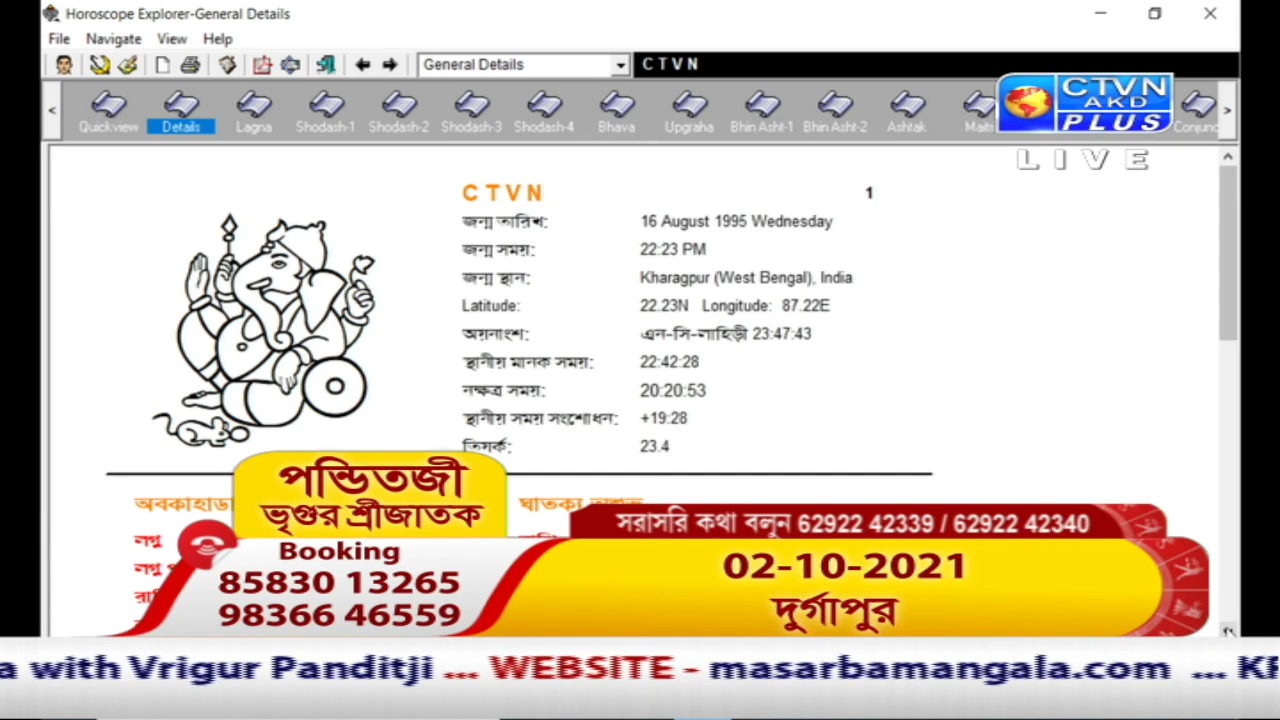 Horoscope Explorer-General Details
File Navigate View Help
General Details
C T V N
Quickview Details Lagna Shodash-1 Shodash-2 Shodash-3 Shodash-4 Bhava Upgraha Bhin Asht-1 Bhin Asht-2 Ashtak
CTVN
AKD
PLUS
LIVE
C T V N 1
জন্ম তারিখ: 16 August 1995 Wednesday
জন্ম সময়: 22:23 PM
জন্ম স্থান: Kharagpur (West Bengal), India
Latitude: 22.23N Longitude: 87.22E
অয়নাংশ: এন-সি-লাহিড়ী 23:47:43
স্থানীয় মানক সময়: 22:42:28
নক্ষত্র সময়: 20:20:53
স্থানীয় সময় সংশোধন: +19:28
তির্যক: 23.4
পন্ডিতজী
ভৃগুর শ্রীজাতক
Booking
85830 13265
98366 46559
সরাসরি কথা বলুন 62922 42339 / 62922 42340
02-10-2021
দুর্গাপুর
a with Vrigur Panditji ... WEBSITE - masarbamangala.com ...